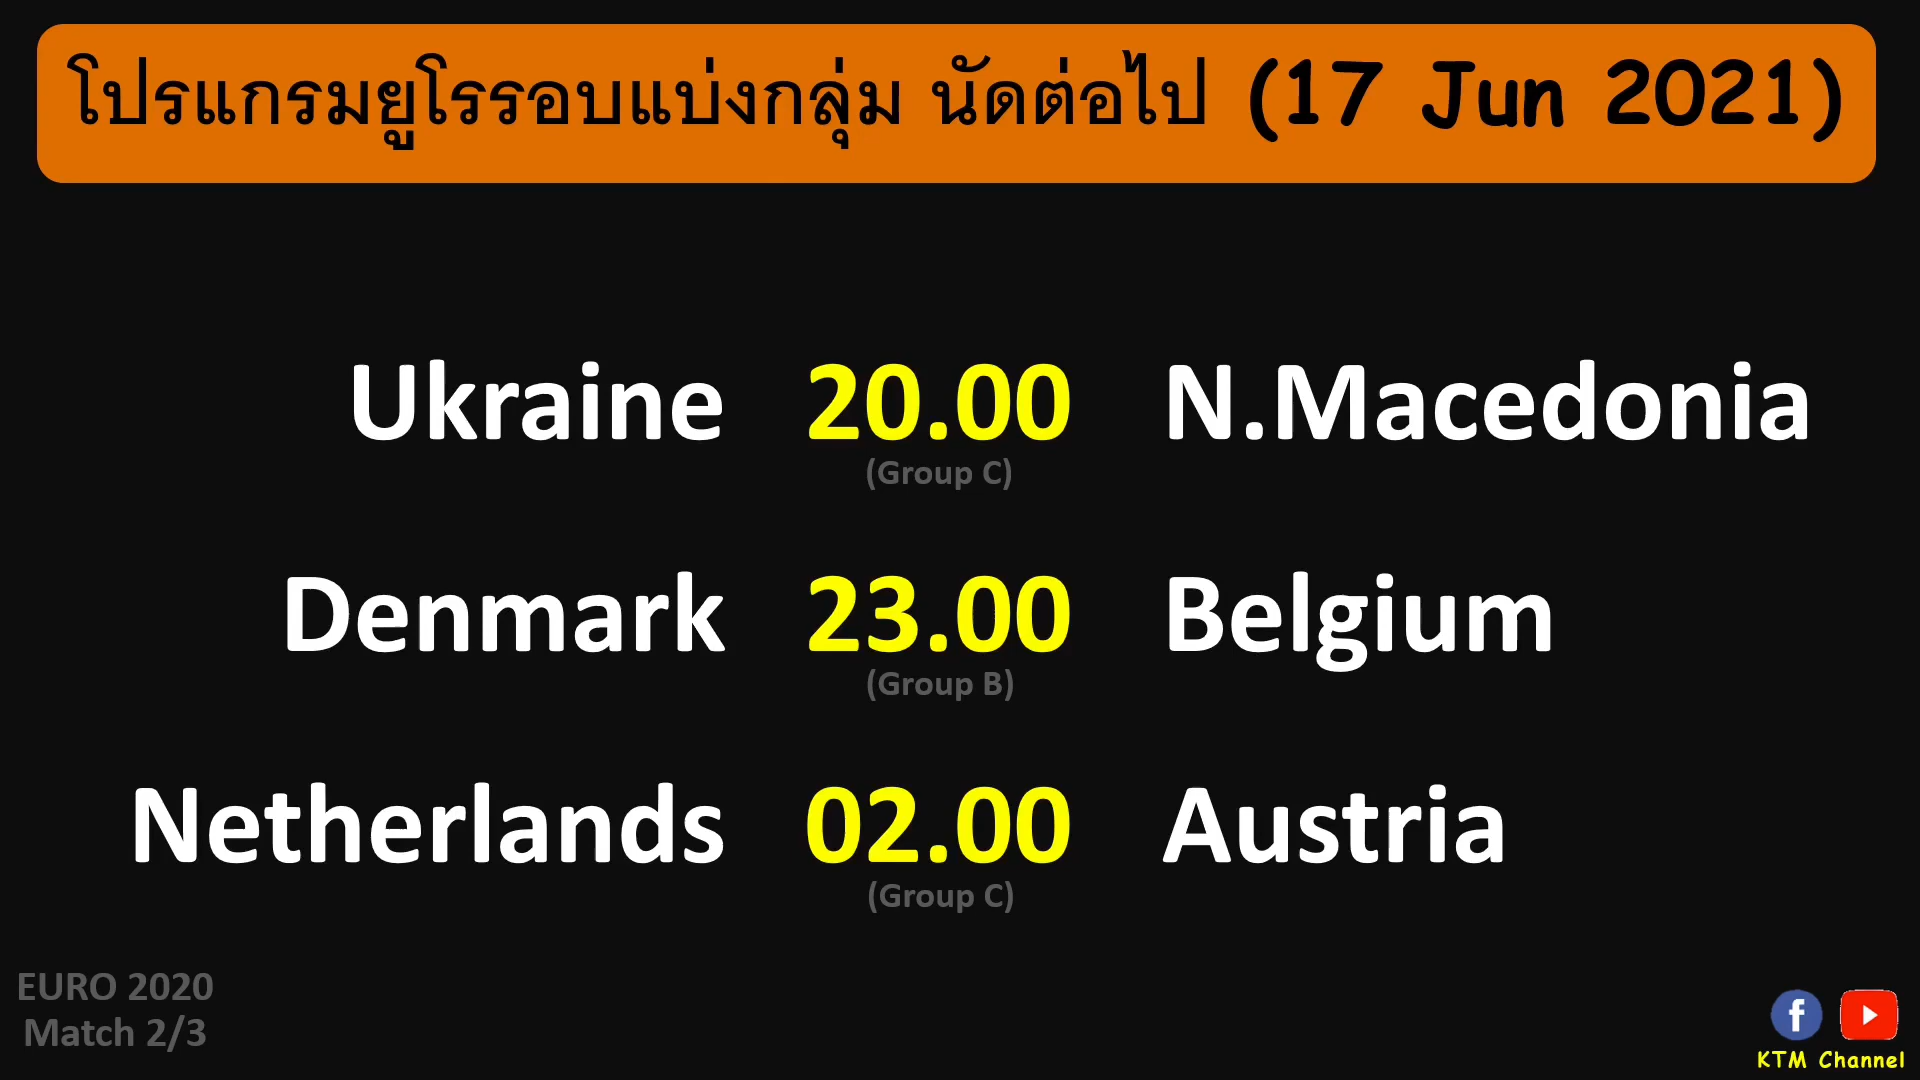 โปรแกรมยูโรรอบแบ่งกลุ่ม นัดต่อไป (17 Jun 2021)
Ukraine 20.00 N.Macedonia
(Group C)
Denmark 23.00 Belgium
(Group B)
Netherlands 02.00 Austria
(Group C)
EURO 2020
Match 2/3
KTM Channel